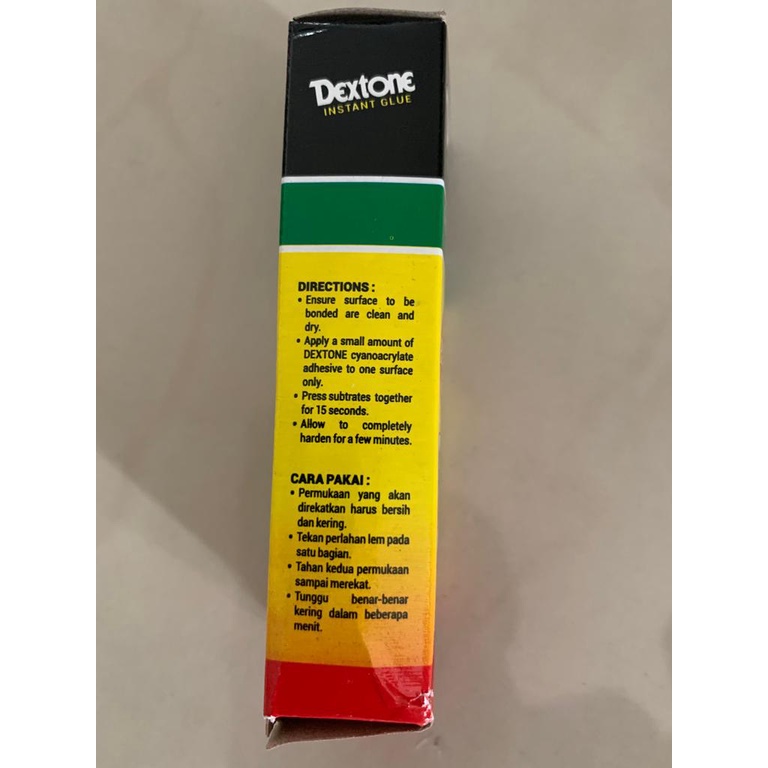 DEXTONE
INSTANT GLUE
DIRECTIONS :
• Ensure surface to be
bonded are clean and
dry.
• Apply a small amount of
DEXTONE cyanoacrylate
adhesive to one surface
only.
• Press subtrates together
for 15 seconds.
• Allow to completely
harden for a few minutes.
CARA PAKAI :
• Permukaan yang akan
direkatkan harus bersih
dan kering.
• Tekan perlahan lem pada
satu bagian.
• Tahan kedua permukaan
sampai merekat.
• Tunggu benar-benar
kering dalam beberapa
menit.